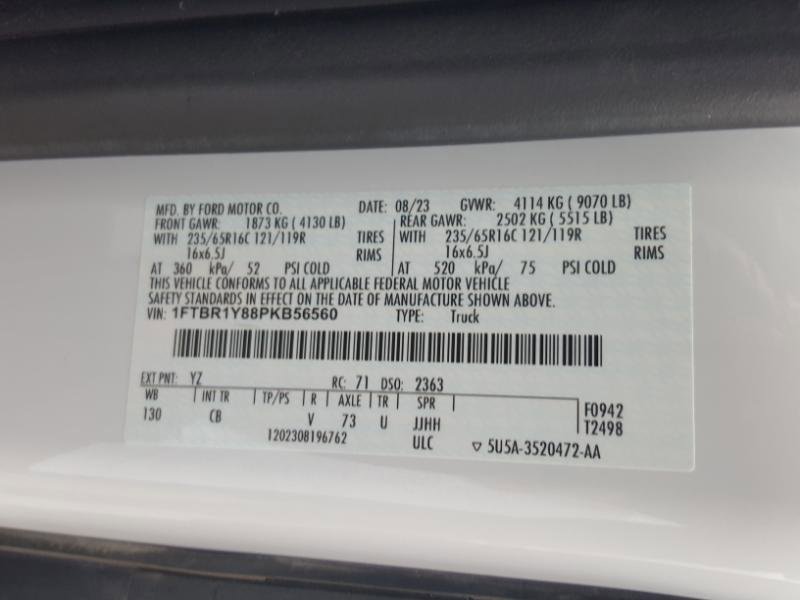 MFD. BY FORD MOTOR CO. DATE: 08/23 GVWR: 4114 KG ( 9070 LB)
FRONT GAWR: 1873 KG ( 4130 LB) REAR GAWR: 2502 KG ( 5515 LB)
WITH 235/65R16C 121/119R TIRES WITH 235/65R16C 121/119R TIRES
16x6.5J RIMS 16x6.5J RIMS
AT 360 kPa/ 52 PSI COLD AT 520 kPa/ 75 PSI COLD
THIS VEHICLE CONFORMS TO ALL APPLICABLE FEDERAL MOTOR VEHICLE
SAFETY STANDARDS IN EFFECT ON THE DATE OF MANUFACTURE SHOWN ABOVE.
VIN: 1FTBR1Y88PKB56560 TYPE: Truck
EXT PNT: YZ RC: 71 DSO: 2363
WB | INT TR | TP/PS | R | AXLE | TR | SPR | F0942
130 CB V 73 U JJHH T2498
1202308196762 ULC ▽ 5U5A-3520472-AA